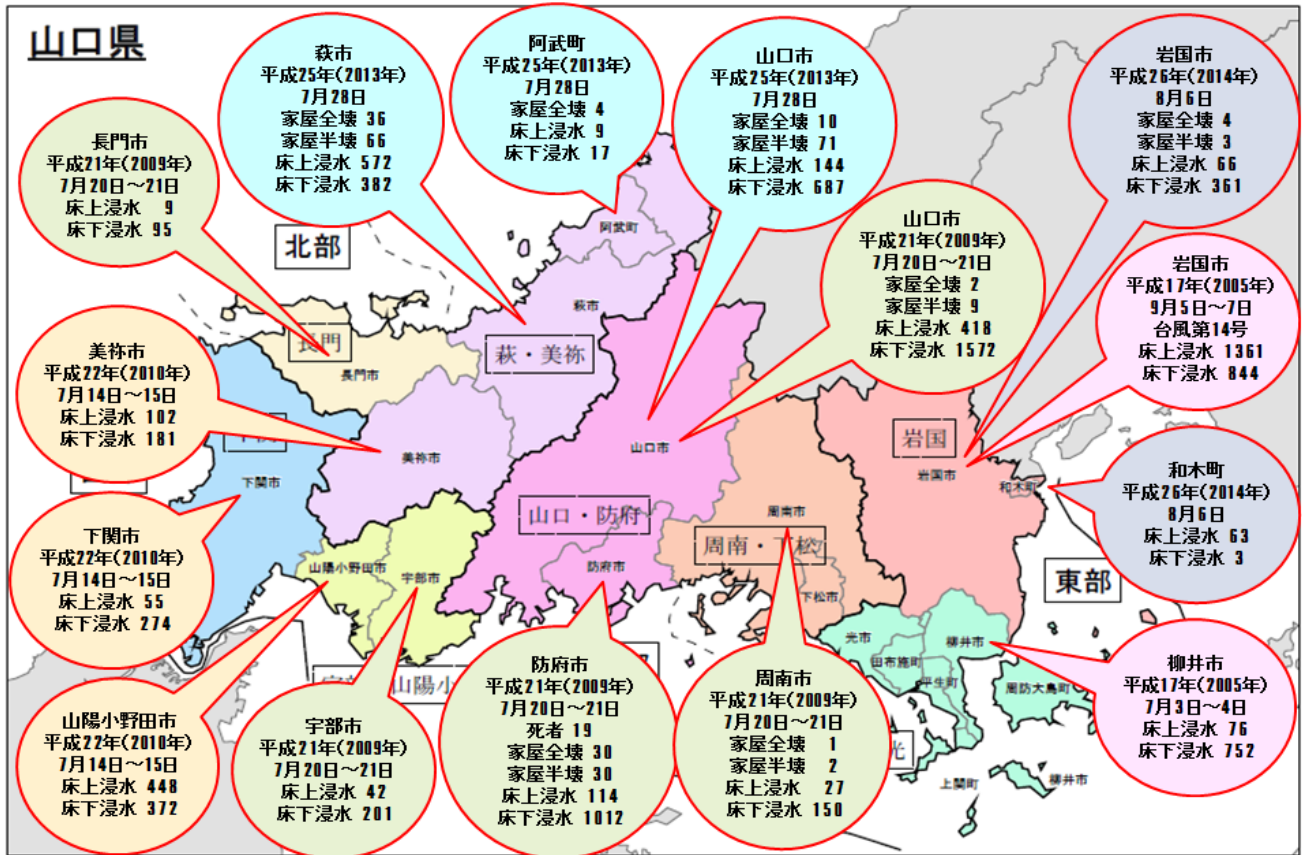 山口県
萩市
平成25年(2013年)
7月28日
家屋全壊 36
家屋半壊 66
床上浸水 572
床下浸水 382
阿武町
平成25年(2013年)
7月28日
家屋全壊 4
床上浸水 9
床下浸水 17
山口市
平成25年(2013年)
7月28日
家屋全壊 10
家屋半壊 71
床上浸水 144
床下浸水 687
岩国市
平成26年(2014年)
8月6日
家屋全壊 4
家屋半壊 3
床上浸水 66
床下浸水 361
長門市
平成21年(2009年)
7月20日～21日
床上浸水 9
床下浸水 95
山口市
平成21年(2009年)
7月20日～21日
家屋全壊 2
家屋半壊 9
床上浸水 418
床下浸水 1572
岩国市
平成17年(2005年)
9月5日～7日
台風第14号
床上浸水 1361
床下浸水 844
美祢市
平成22年(2010年)
7月14日～15日
床上浸水 102
床下浸水 181
和木町
平成26年(2014年)
8月6日
床上浸水 63
床下浸水 3
下関市
平成22年(2010年)
7月14日～15日
床上浸水 55
床下浸水 274
山陽小野田市
平成22年(2010年)
7月14日～15日
床上浸水 448
床下浸水 372
宇部市
平成21年(2009年)
7月20日～21日
床上浸水 42
床下浸水 201
防府市
平成21年(2009年)
7月20日～21日
死者 19
家屋全壊 30
家屋半壊 30
床上浸水 114
床下浸水 1012
周南市
平成21年(2009年)
7月20日～21日
家屋全壊 1
家屋半壊 2
床上浸水 27
床下浸水 150
柳井市
平成17年(2005年)
7月3日～4日
床上浸水 76
床下浸水 752
北部
東部
長門
長門市
萩・美祢
阿武町
萩市
美祢市
下関市
山陽小野田市
宇部市
山口市
山口・防府
防府市
周南市
周南・下松
下松市
岩国
岩国市
和木町
光市
田布施町
平生町
柳井市
周防大島町
上関町
柳井市
山陽小
光